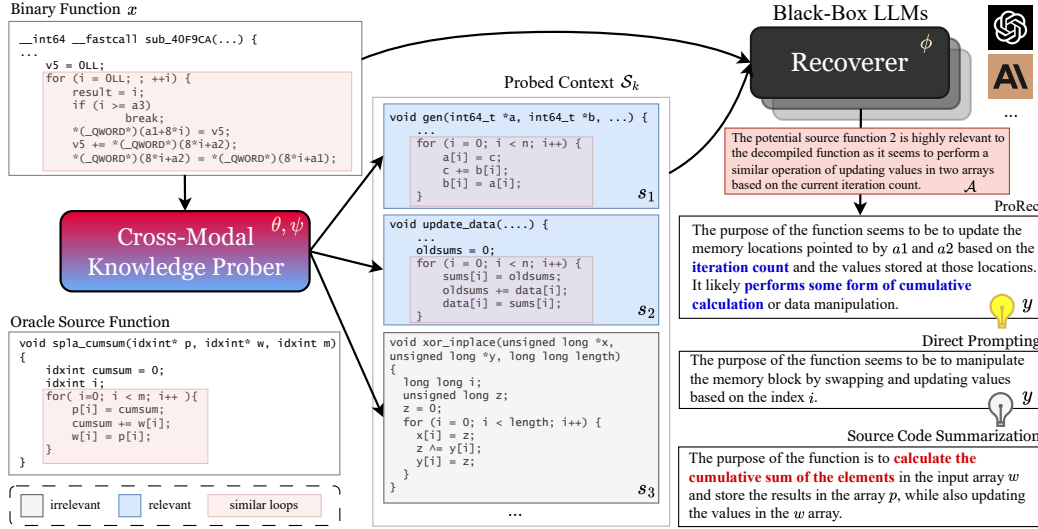 Binary Function x
__int64 __fastcall sub_40F9CA(...) {
...
v5 = 0LL;
for (i = 0LL; ; ++i) {
result = i;
if (i >= a3)
break;
*(_QWORD*)(a1+8*i) = v5;
v5 += *(_QWORD*)(8*i+a2);
*(_QWORD*)(8*i+a2) = *(_QWORD*)(8*i+a1);
Cross-Modal
Knowledge Prober
θ, ψ
Oracle Source Function
void spla_cumsum(idxint* p, idxint* w, idxint m)
{
idxint cumsum = 0;
idxint i;
for( i=0; i < m; i++ ){
p[i] = cumsum;
cumsum += w[i];
w[i] = p[i];
}
}
irrelevant
relevant
similar loops
Probed Context S_k
void gen(int64_t *a, int64_t *b, ...) {
...
for (i = 0; i < n; i++) {
a[i] = c;
c += b[i];
b[i] = a[i];
}
s_1
void update_data(....) {
...
oldsums = 0;
for (i = 0; i < n; i++) {
sums[i] = oldsums;
oldsums += data[i];
data[i] = sums[i];
}
s_2
void xor_inplace(unsigned long *x,
unsigned long *y, long long length)
{
long long i;
unsigned long z;
z = 0;
for (i = 0; i < length; i++) {
x[i] = z;
z ^= y[i];
y[i] = z;
}
}
s_3
...
Black-Box LLMs
Recoverer
ϕ
A\
...
The potential source function 2 is highly relevant to
the decompiled function as it seems to perform a
similar operation of updating values in two arrays
based on the current iteration count.
A
ProRec
The purpose of the function seems to be to update the
memory locations pointed to by a1 and a2 based on the
iteration count and the values stored at those locations.
It likely performs some form of cumulative
calculation or data manipulation.
y
Direct Prompting
The purpose of the function seems to be to manipulate
the memory block by swapping and updating values
based on the index i.
y
Source Code Summarization
The purpose of the function is to calculate the
cumulative sum of the elements in the input array w
and store the results in the array p, while also updating
the values in the w array.